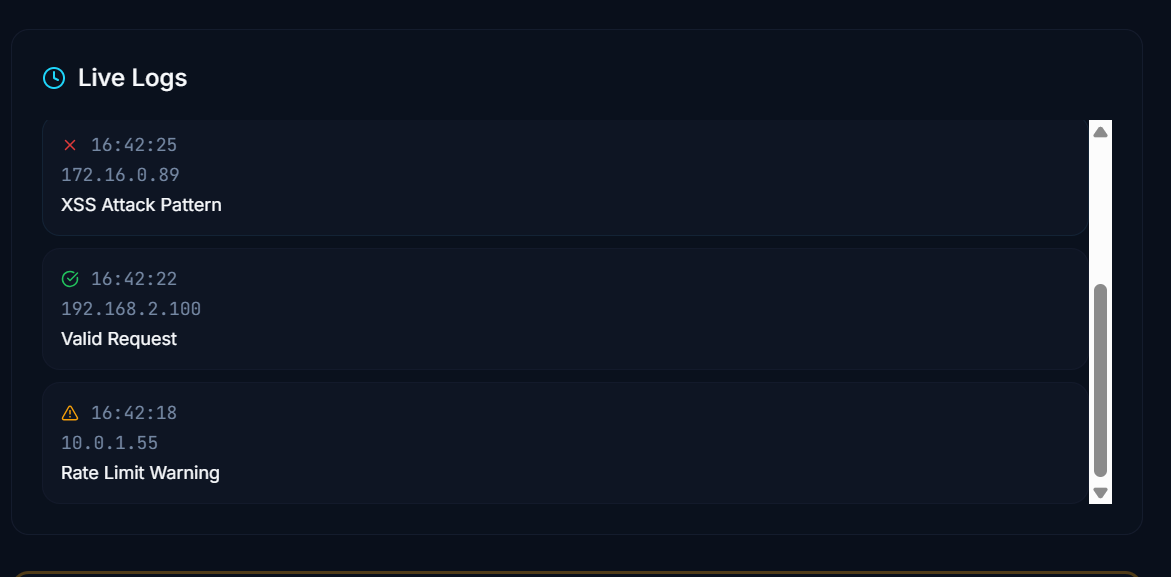 Live Logs
16:42:25
172.16.0.89
XSS Attack Pattern
16:42:22
192.168.2.100
Valid Request
16:42:18
10.0.1.55
Rate Limit Warning